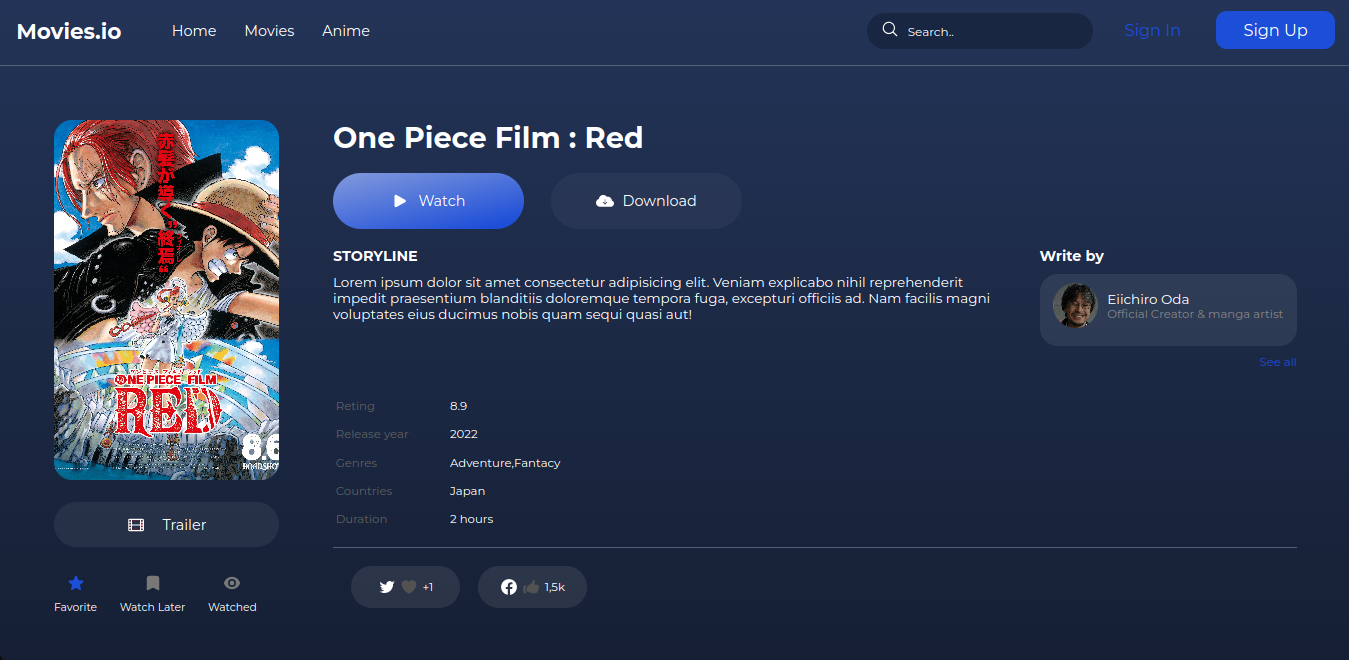 Movies.io
Home
Movies
Anime
Search..
Sign In
Sign Up
赤髪が導く
終焉
ONE PIECE FILM
RED
8.6
ROADSHOW
Trailer
Favorite
Watch Later
Watched
One Piece Film : Red
Watch
Download
STORYLINE
Lorem ipsum dolor sit amet consectetur adipisicing elit. Veniam explicabo nihil reprehenderit
impedit praesentium blanditiis doloremque tempora fuga, excepturi officiis ad. Nam facilis magni
voluptates eius ducimus nobis quam sequi quasi aut!
Write by
Eiichiro Oda
Official Creator & manga artist
See all
Reting 8.9
Release year 2022
Genres Adventure,Fantacy
Countries Japan
Duration 2 hours
+1
1,5k